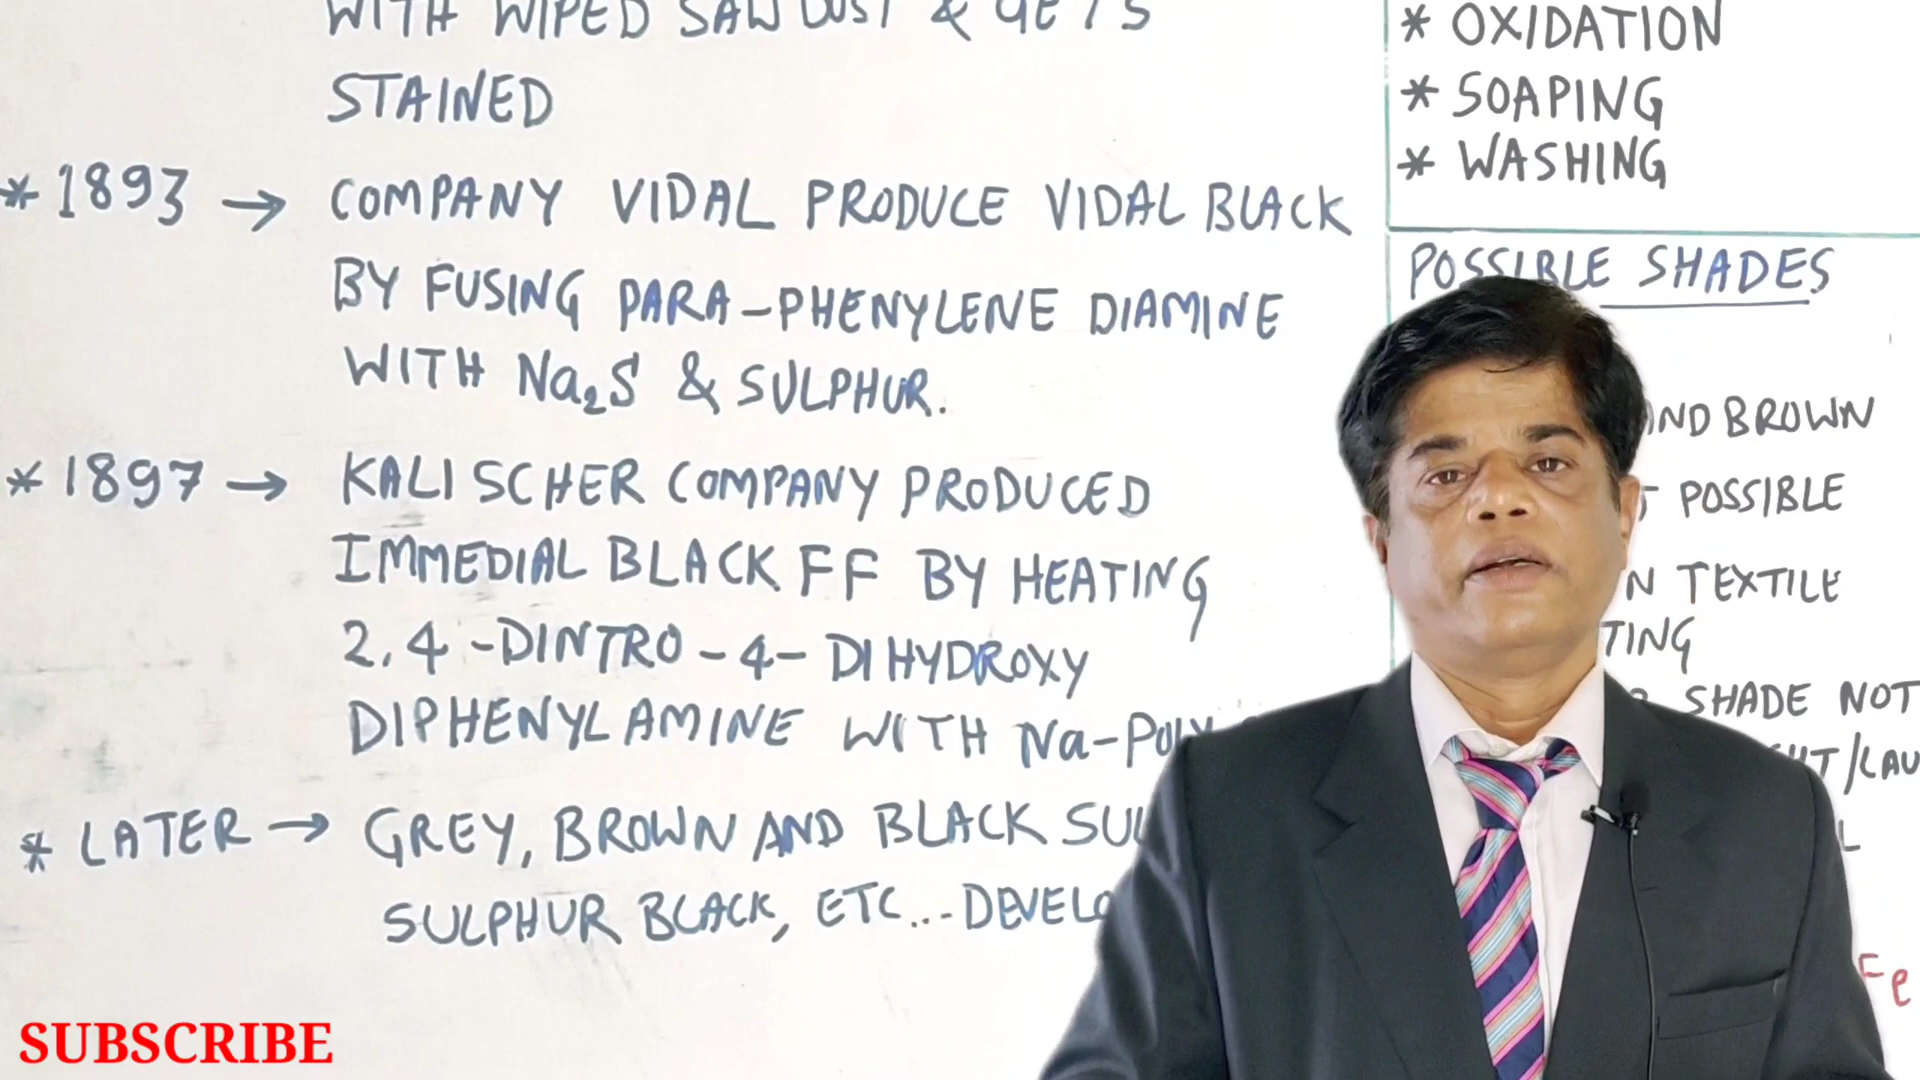 WITH WIPED SAW DUST & GETS
STAINED
* 1893 → COMPANY VIDAL PRODUCE VIDAL BLACK
BY FUSING PARA-PHENYLENE DIAMINE
WITH Na₂S & SULPHUR.
* 1897 → KALISCHER COMPANY PRODUCED
IMMEDIAL BLACK FF BY HEATING
2,4-DINTRO-4-DIHYDROXY
DIPHENYLAMINE WITH Na-POLY
* LATER → GREY, BROWN AND BLACK SUL
SULPHUR BLACK, ETC... DEVELO
* OXIDATION
* SOAPING
* WASHING
POSSIBLE SHADES
AND BROWN
POSSIBLE
N TEXTILE
TING
SHADE NOT
/LAU
Fe
SUBSCRIBE